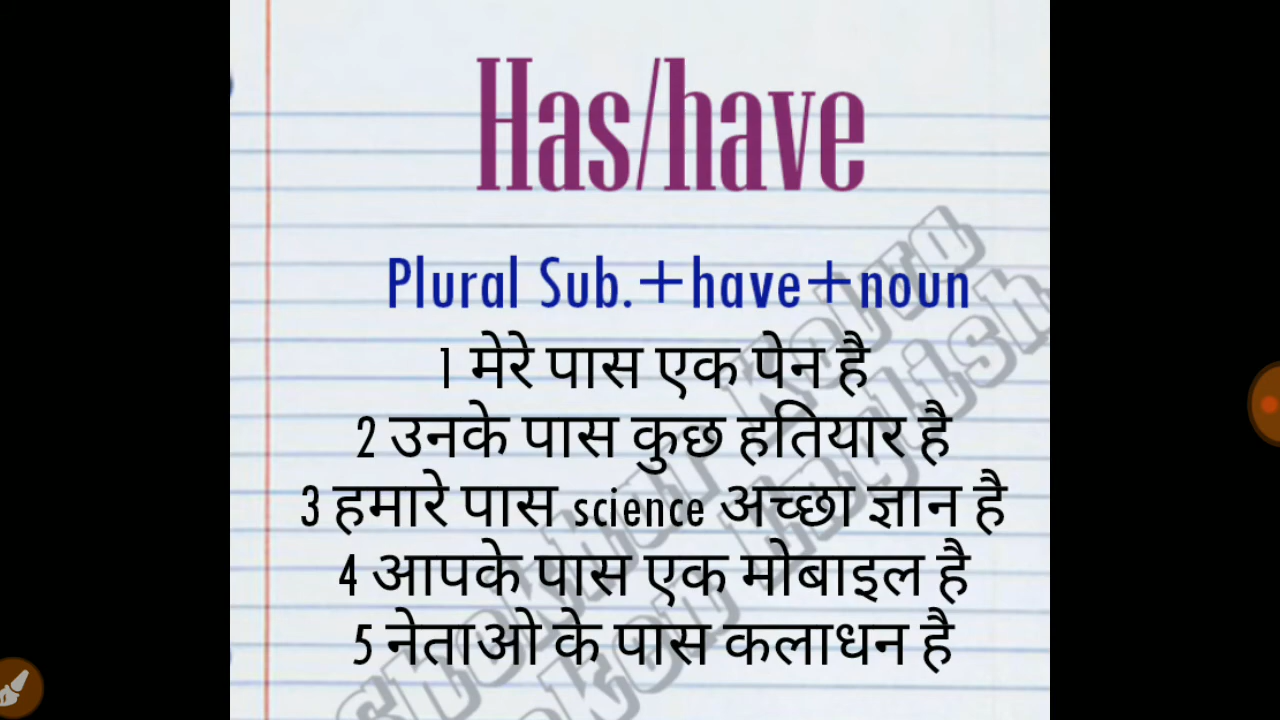 Has/have
Plural Sub.+have+noun
1 मेरे पास एक पेन है
2 उनके पास कुछ हतियार है
3 हमारे पास science अच्छा ज्ञान है
4 आपके पास एक मोबाइल है
5 नेताओ के पास कलाधन है